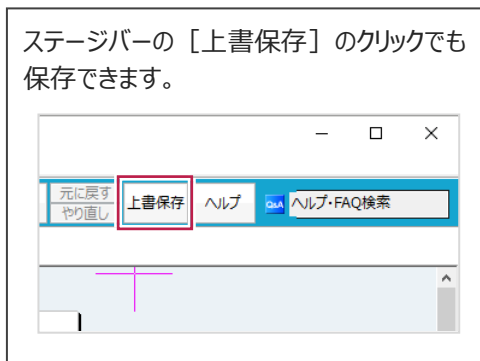 ステージバーの［上書保存］のクリックでも
保存できます。
元に戻す
やり直し
上書保存
ヘルプ
Q&A
ヘルプ・FAQ検索